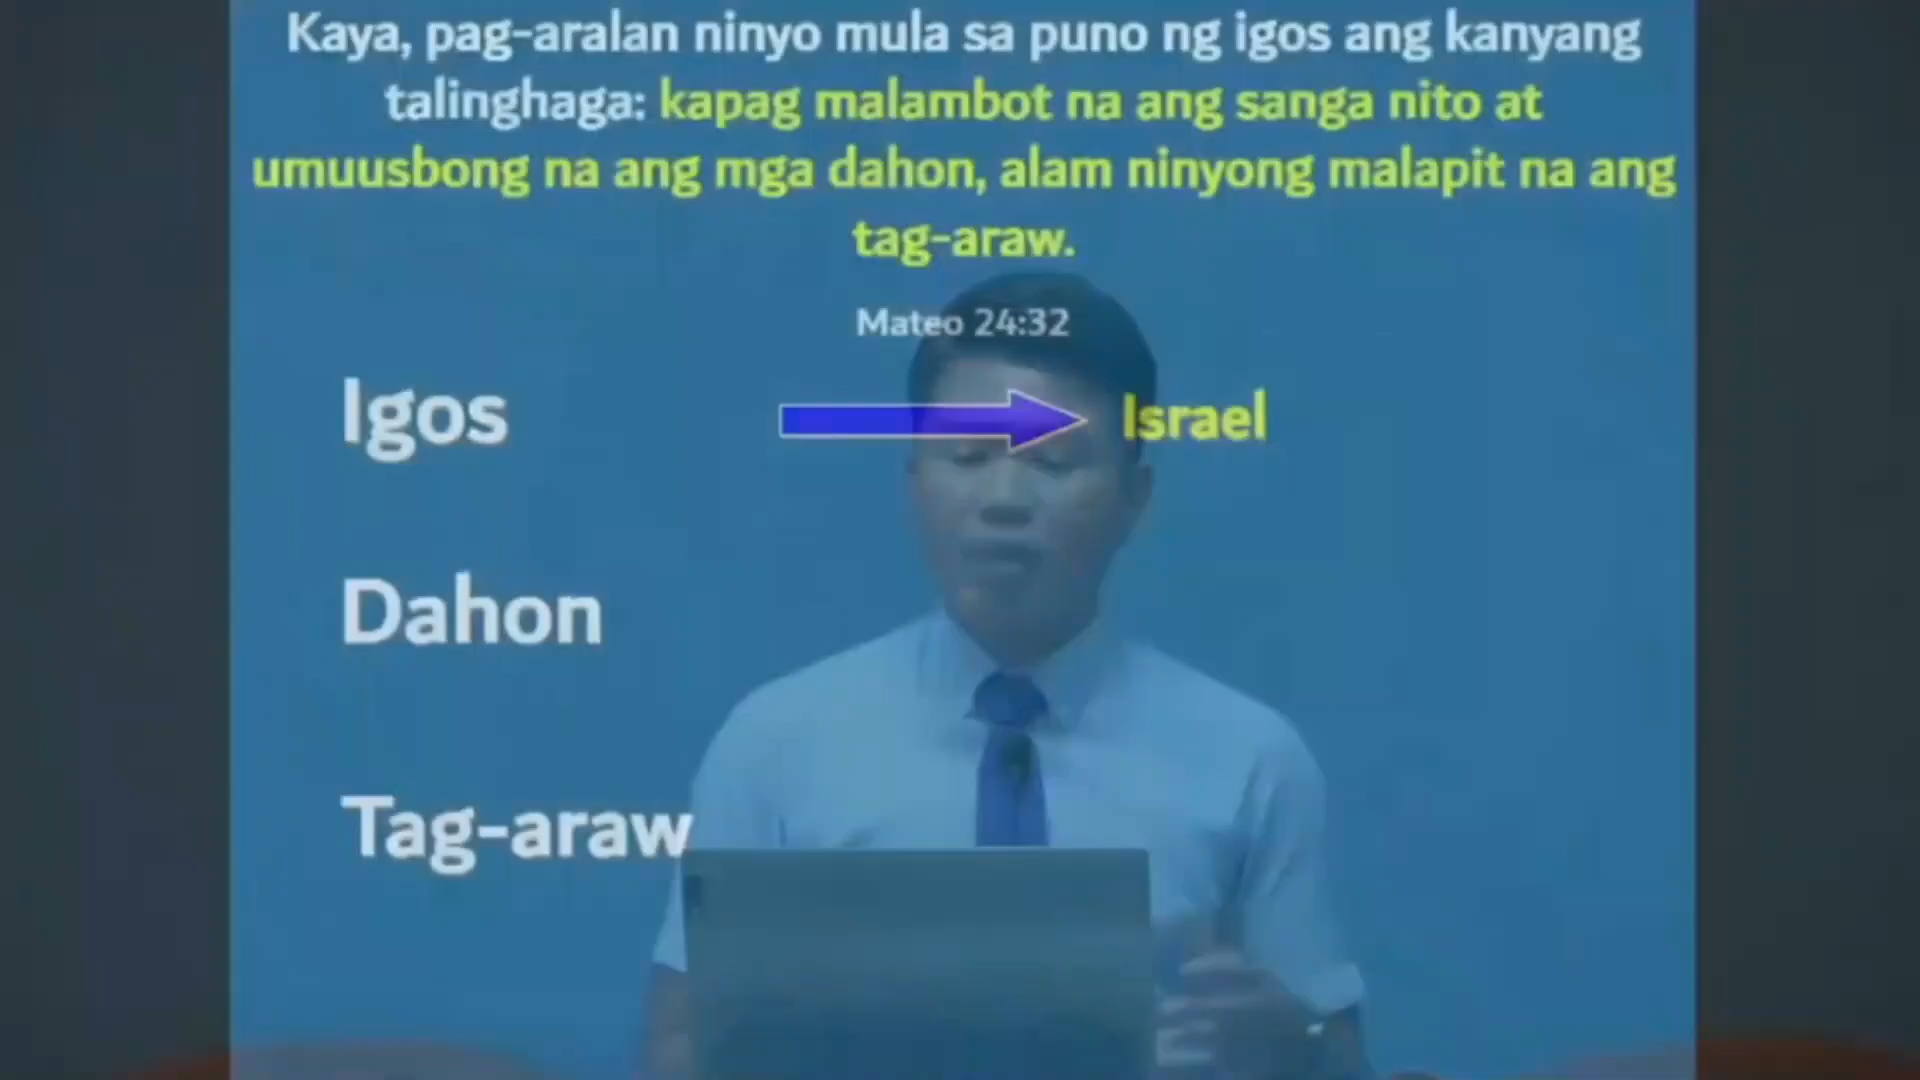 Kaya, pag-aralan ninyo mula sa puno ng igos ang kanyang
talinghaga: kapag malambot na ang sanga nito at
umuusbong na ang mga dahon, alam ninyong malapit na ang
tag-araw.
Mateo 24:32
Igos
Israel
Dahon
Tag-araw